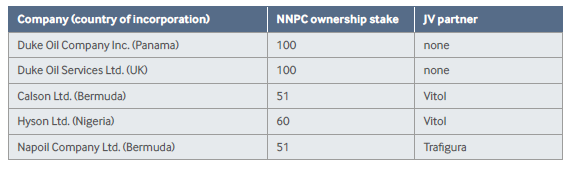 Company (country of incorporation) NNPC ownership stake JV partner
Duke Oil Company Inc. (Panama) 100 none
Duke Oil Services Ltd. (UK) 100 none
Calson Ltd. (Bermuda) 51 Vitol
Hyson Ltd. (Nigeria) 60 Vitol
Napoil Company Ltd. (Bermuda) 51 Trafigura